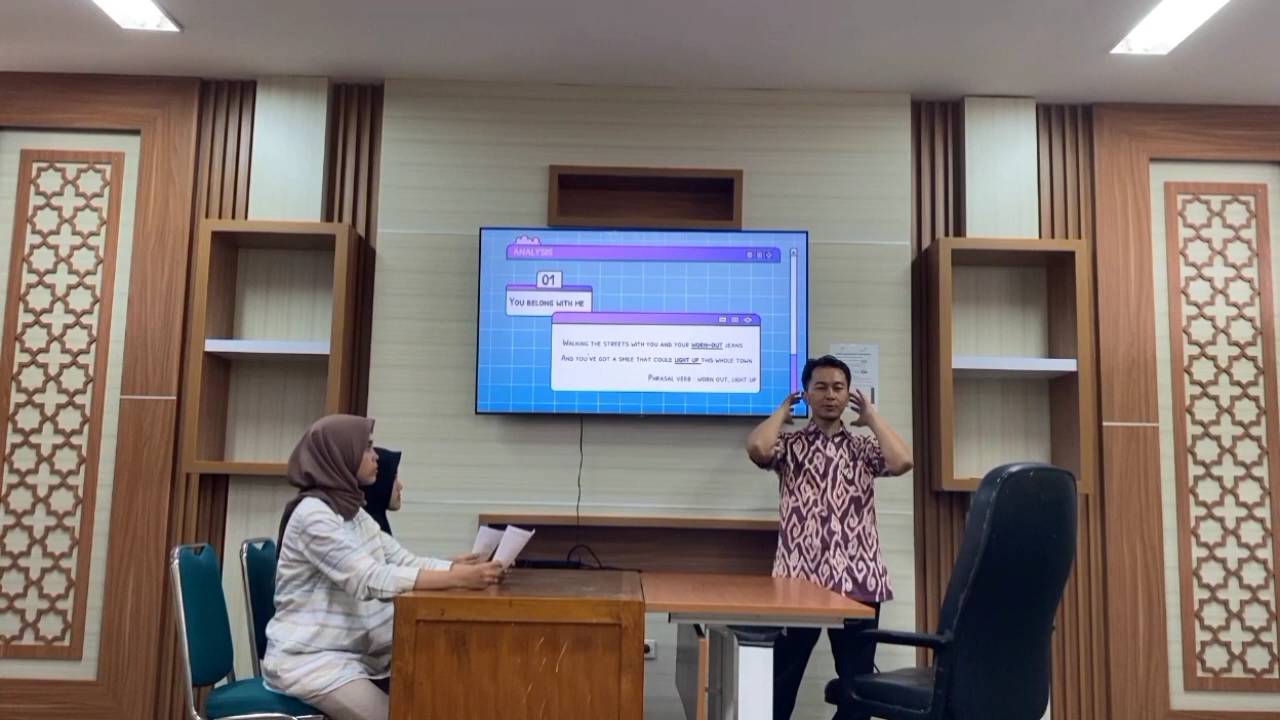 ANALYSIS
01
YOU BELONG WITH ME
WALKING THE STREETS WITH YOU AND YOUR WORN-OUT JEANS
AND YOU'VE GOT A SMILE THAT COULD LIGHT UP THIS WHOLE TOWN
PHRASAL VERB : WORN OUT, LIGHT UP